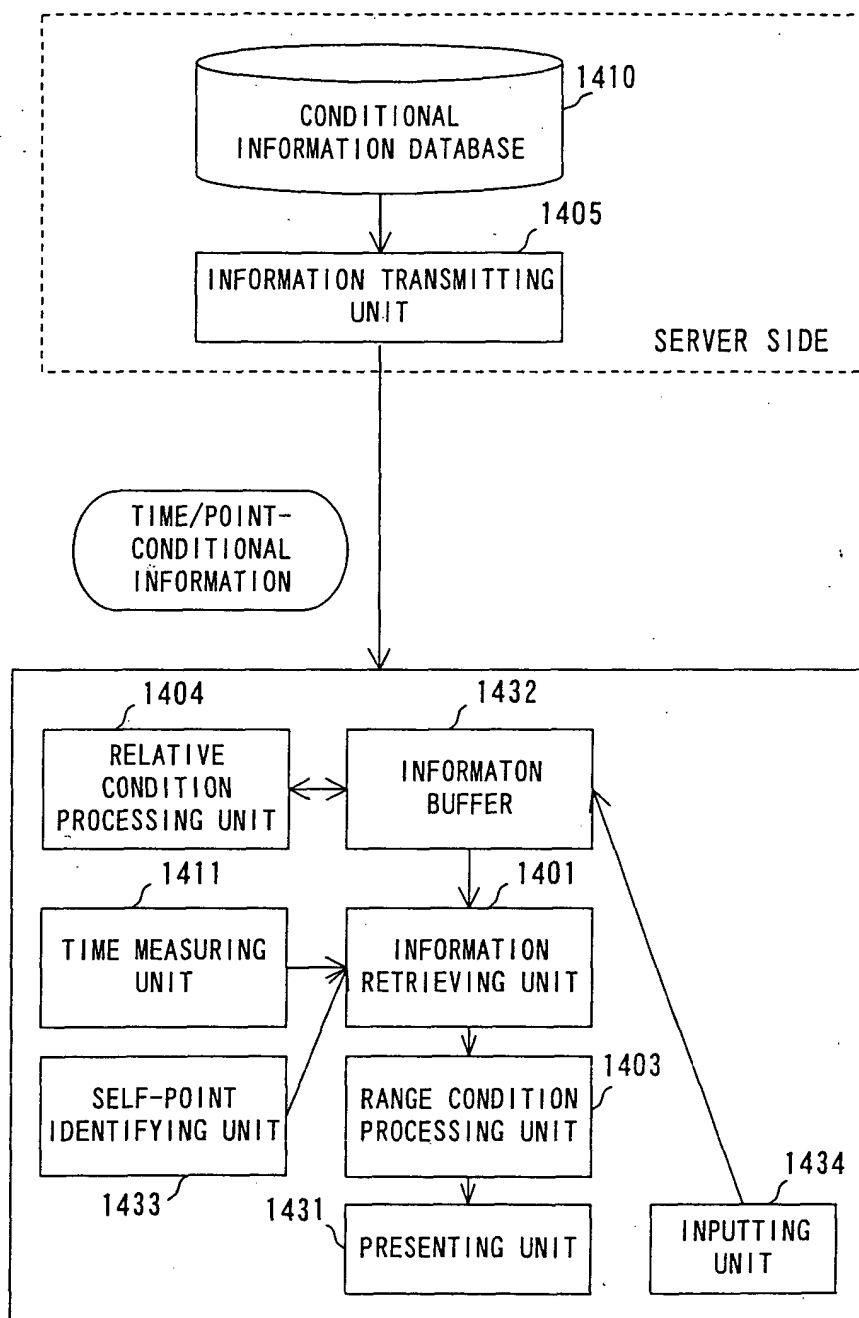 1410
CONDITIONAL
INFORMATION DATABASE
1405
INFORMATION TRANSMITTING
UNIT
SERVER SIDE
TIME/POINT-
CONDITIONAL
INFORMATION
1404
RELATIVE
CONDITION
PROCESSING UNIT
1432
INFORMATON
BUFFER
1411
TIME MEASURING
UNIT
1401
INFORMATION
RETRIEVING UNIT
SELF-POINT
IDENTIFYING UNIT
1433
1403
RANGE CONDITION
PROCESSING UNIT
1431
PRESENTING UNIT
1434
INPUTTING
UNIT